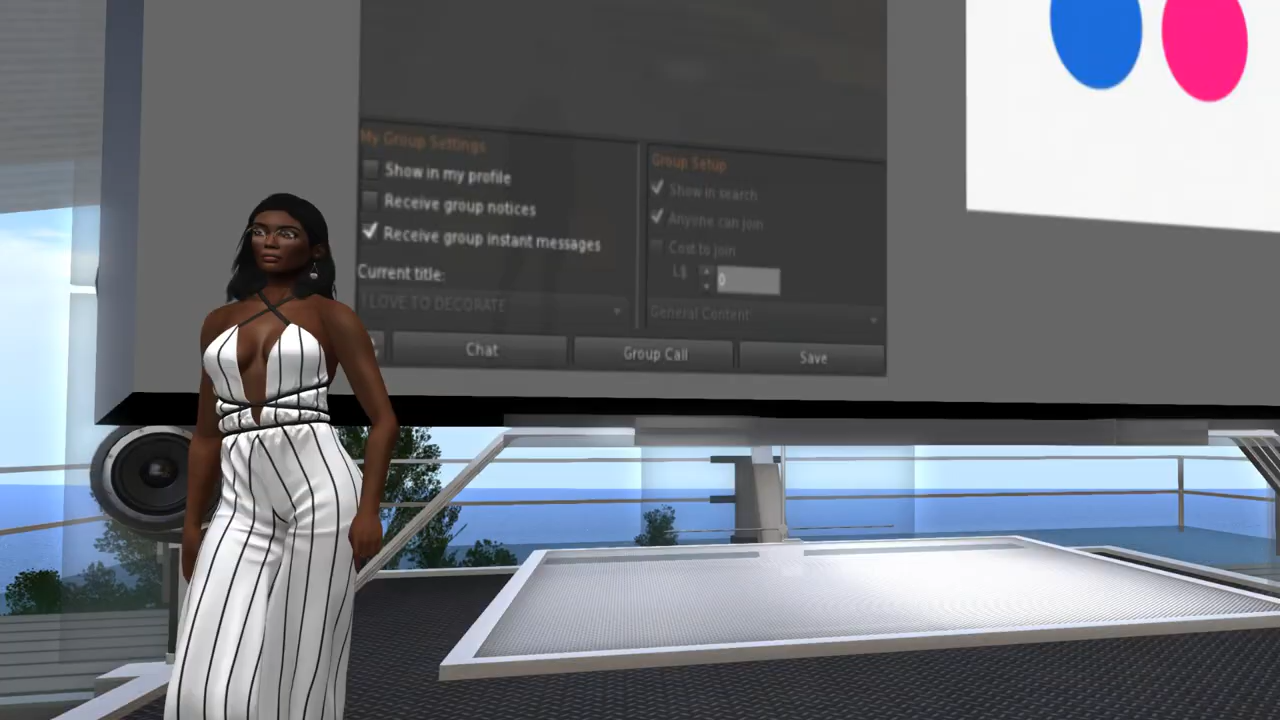 My Group Settings
Show in my profile
Receive group notices
Receive group instant messages
Current title:
I LOVE TO DECORATE
Group Setup
Show in search
Anyone can join
Cost to join
L$ 0
General Content
Chat
Group Call
Save